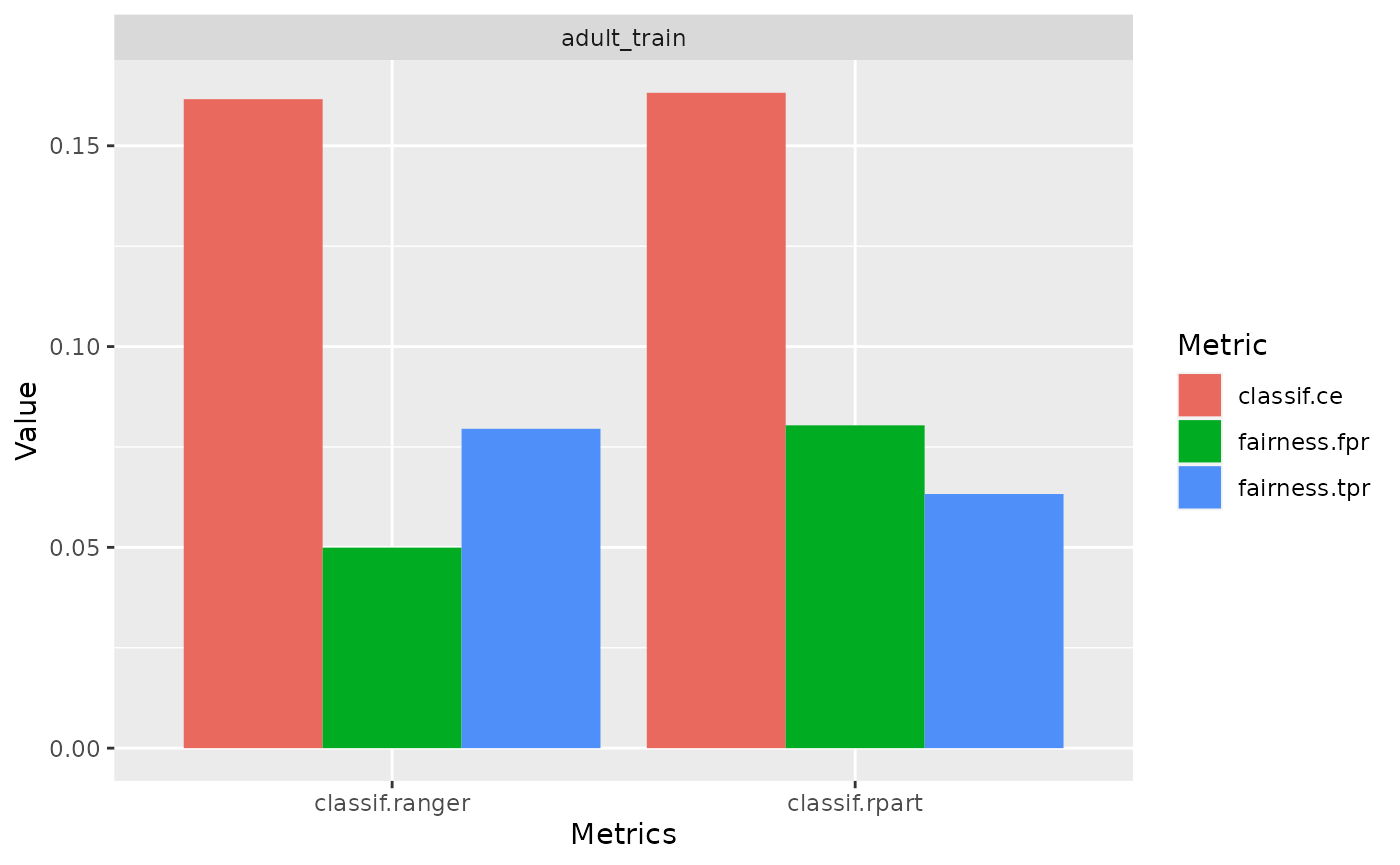 adult_train
0.15
0.10
0.05
0.00
Value
classif.ranger
classif.rpart
Metrics
Metric
classif.ce
fairness.fpr
fairness.tpr